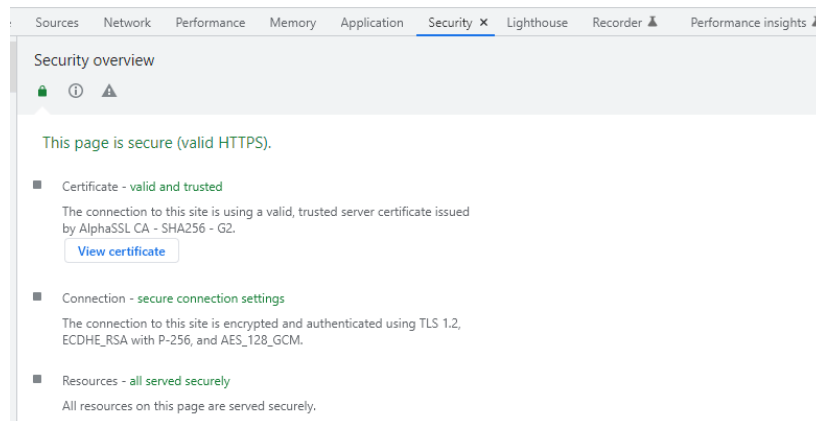 Sources Network Performance Memory Application Security × Lighthouse Recorder Performance insights
Security overview
This page is secure (valid HTTPS).
Certificate - valid and trusted
The connection to this site is using a valid, trusted server certificate issued
by AlphaSSL CA - SHA256 - G2.
View certificate
Connection - secure connection settings
The connection to this site is encrypted and authenticated using TLS 1.2,
ECDHE_RSA with P-256, and AES_128_GCM.
Resources - all served securely
All resources on this page are served securely.